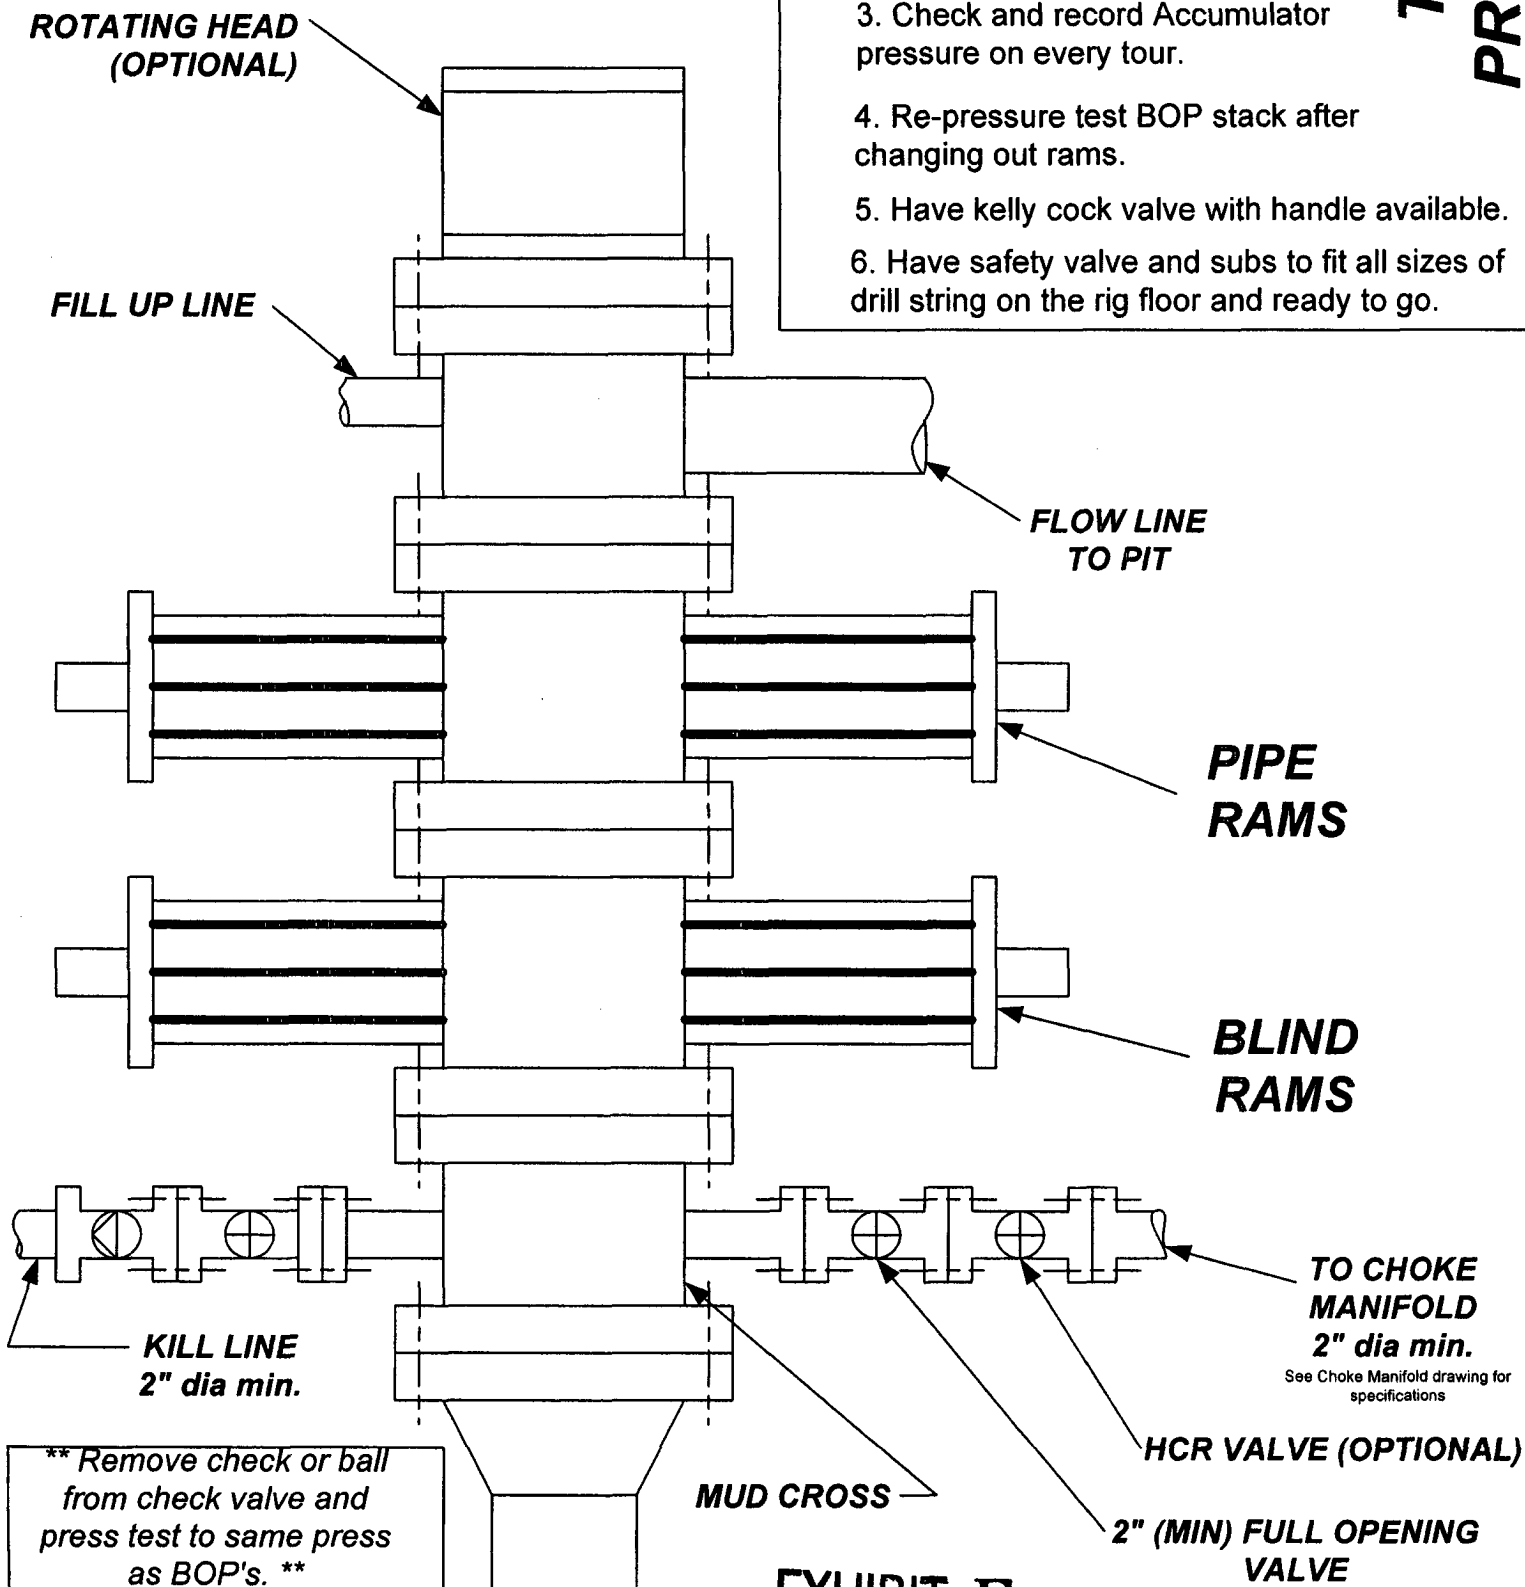 ROTATING HEAD
(OPTIONAL)
3. Check and record Accumulator
pressure on every tour.
4. Re-pressure test BOP stack after
changing out rams.
5. Have kelly cock valve with handle available.
6. Have safety valve and subs to fit all sizes of
drill string on the rig floor and ready to go.
FILL UP LINE
FLOW LINE
TO PIT
PIPE
RAMS
BLIND
RAMS
KILL LINE
2" dia min.
TO CHOKE
MANIFOLD
2" dia min.
See Choke Manifold drawing for
specifications
HCR VALVE (OPTIONAL)
MUD CROSS
2" (MIN) FULL OPENING
VALVE
** Remove check or ball
from check valve and
press test to same press
as BOP's. **
EXHIBIT